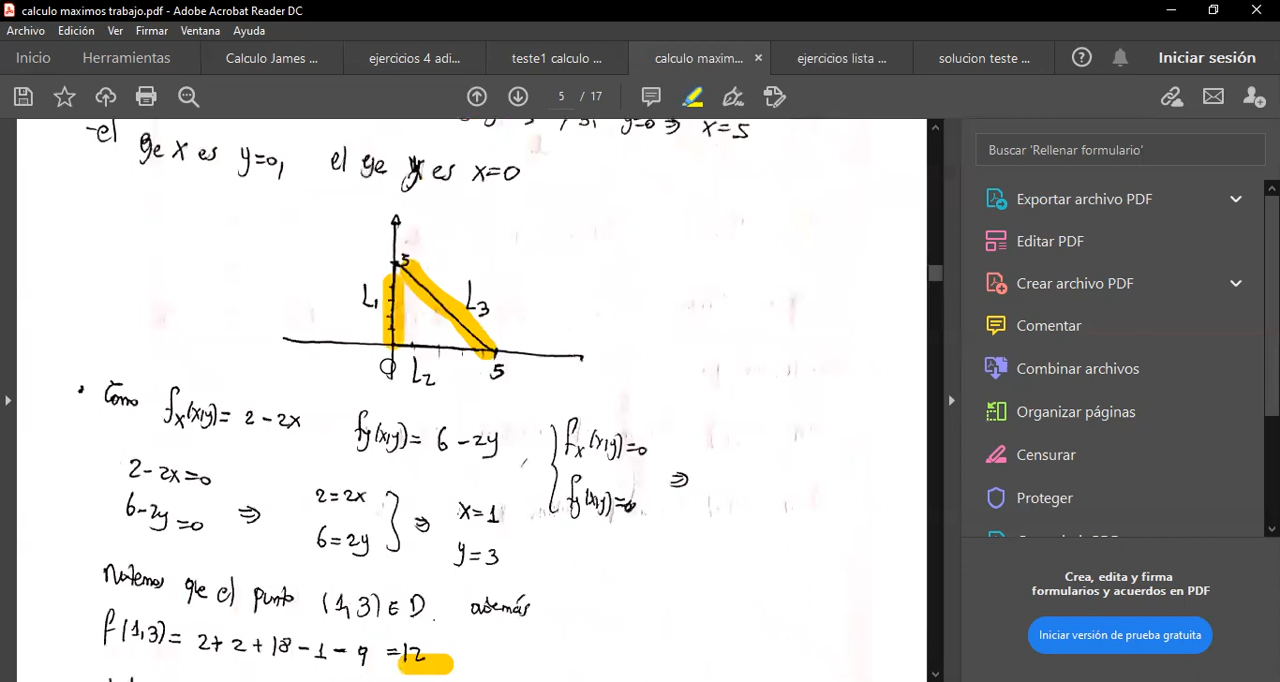 calculo maximos trabajo.pdf - Adobe Acrobat Reader DC
Archivo Edición Ver Firmar Ventana Ayuda
Inicio Herramientas Calculo James ... ejercicios 4 adi... teste1 calculo ... calculo maxim... × ejercicios lista ... solucion teste ... Iniciar sesión
5 / 17
y=0 ⇒ x=5
-el eje x es y=0, el eje y es x=0
5
L1 L3
0 L2 5
• Como fx(x,y)= 2-2x fy(x,y)= 6-2y { fx(x,y)=0
fy(x,y)=0 ⇒
2-2x=0
6-2y=0 ⇒ 2=2x
6=2y } ⇒ x=1
y=3
Notemos que el punto (1,3) ∈ D. además
f(1,3)= 2+2+18-1-9 =12
Buscar 'Rellenar formulario'
Exportar archivo PDF
Editar PDF
Crear archivo PDF
Comentar
Combinar archivos
Organizar páginas
Censurar
Proteger
Crea, edita y firma
formularios y acuerdos en PDF
Iniciar versión de prueba gratuita